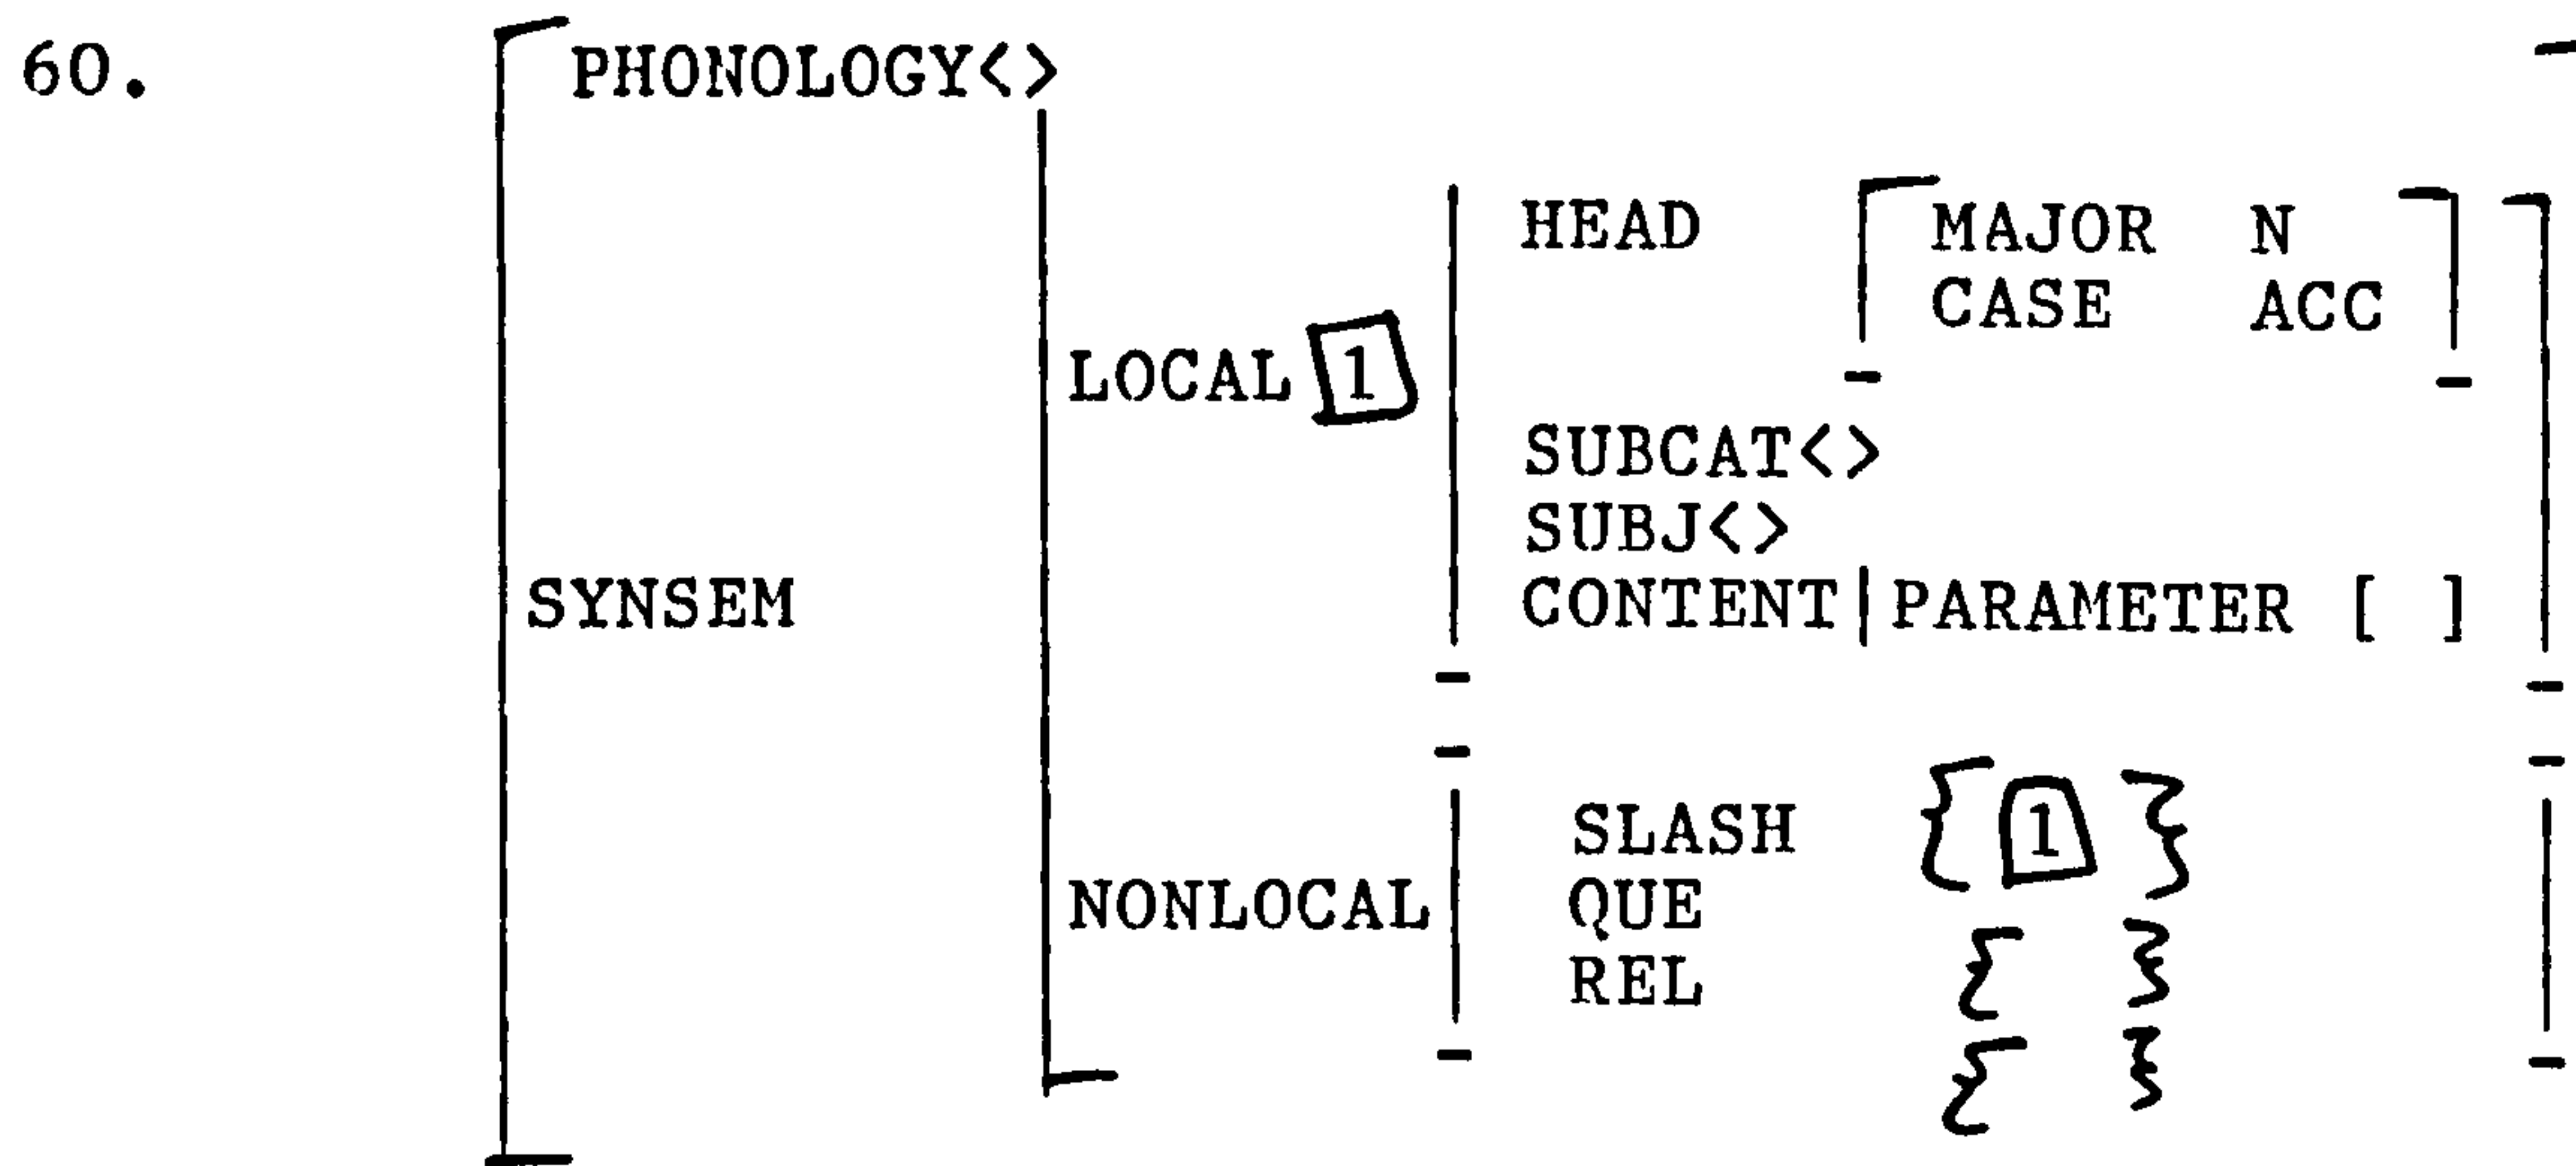 60.
PHONOLOGY<>
HEAD MAJOR N
CASE ACC
LOCAL 1
SUBCAT<>
SUBJ<>
SYNSEM CONTENT|PARAMETER [ ]
SLASH { 1 }
NONLOCAL QUE { }
REL { }